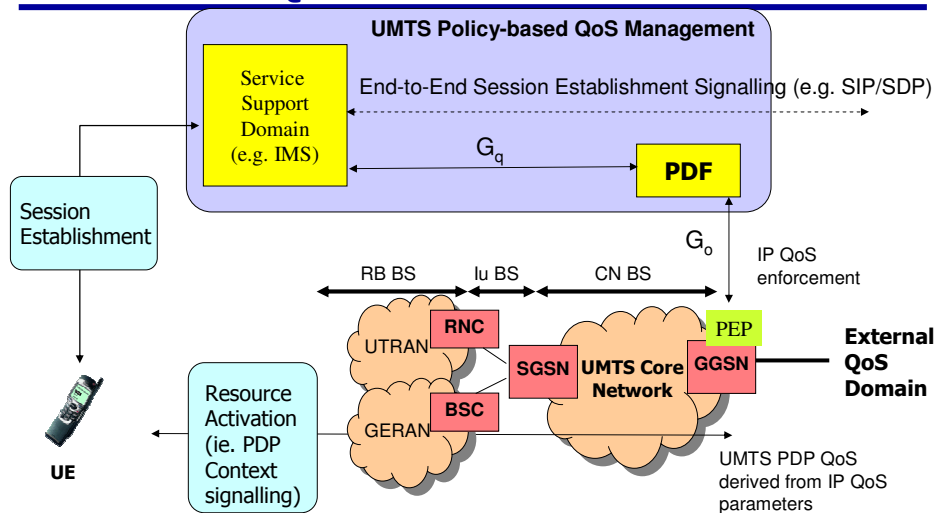 UMTS Policy-based QoS Management
Service
Support
Domain
(e.g. IMS)
End-to-End Session Establishment Signalling (e.g. SIP/SDP)
Gq
PDF
Session
Establishment
Go
IP QoS
enforcement
RB BS
Iu BS
CN BS
UTRAN
RNC
SGSN
UMTS Core
Network
PEP
GGSN
External
QoS
Domain
GERAN
BSC
Resource
Activation
(ie. PDP
Context
signalling)
UE
UMTS PDP QoS
derived from IP QoS
parameters